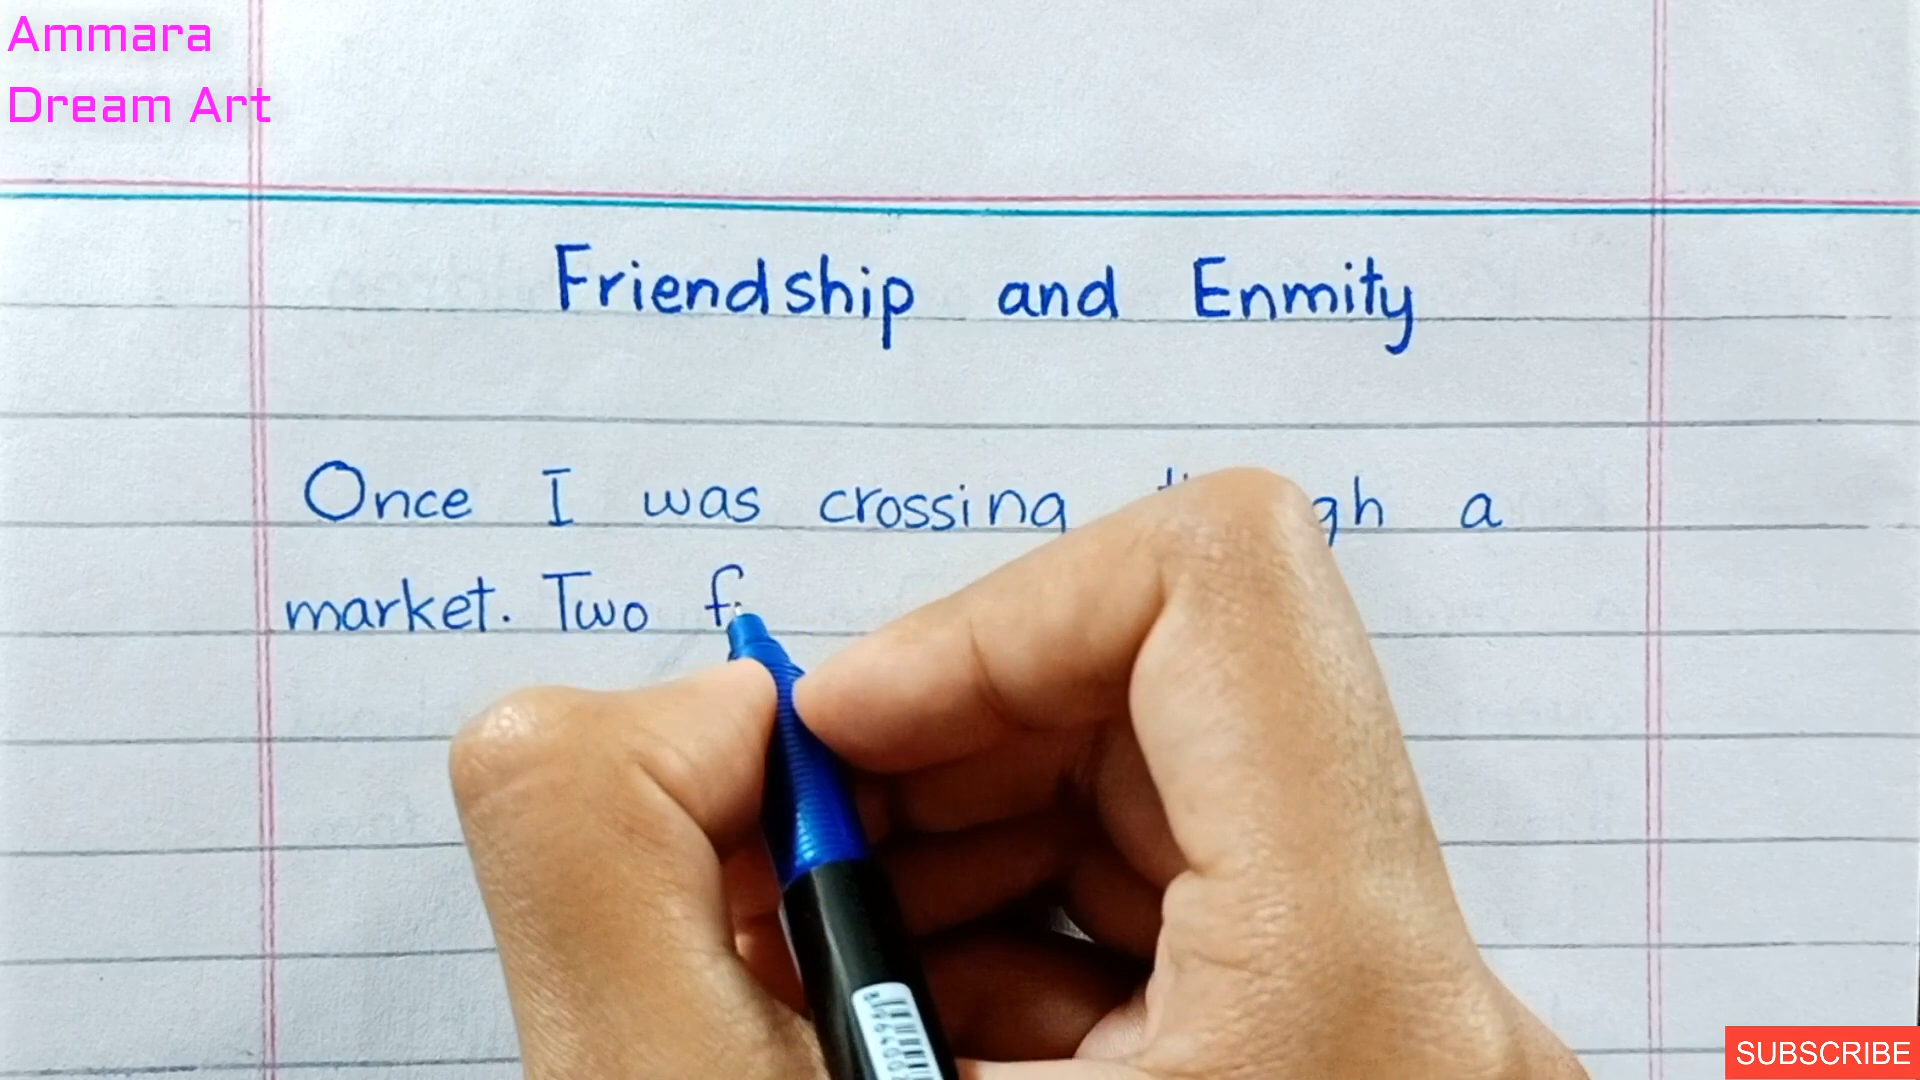 Ammara
Dream Art
Friendship and Enmity
Once I was crossing a
market. Two
SUBSCRIBE